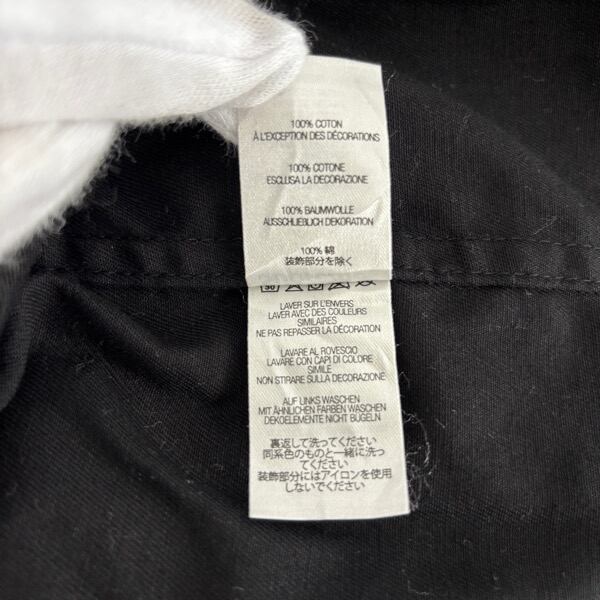 100% COTON
À L'EXCEPTION DES DÉCORATIONS
100% COTONE
ESCLUSA LA DECORAZIONE
100% BAUMWOLLE
AUSSCHLIEßLICH DEKORATION
100% 綿
装飾部分を除く
30
LAVER SUR L'ENVERS
LAVER AVEC DES COULEURS
SIMILAIRES
NE PAS REPASSER LA DÉCORATION
LAVARE AL ROVESCIO
LAVARE CON CAPI DI COLORE
SIMILE
NON STIRARE SULLA DECORAZIONE
AUF LINKS WASCHEN
MIT ÄHNLICHEN FARBEN WASCHEN
DEKOELEMENTE NICHT BÜGELN
裏返して洗ってください
同系色のものと一緒に洗っ
てください
装飾部分にはアイロンを使用
しないでください